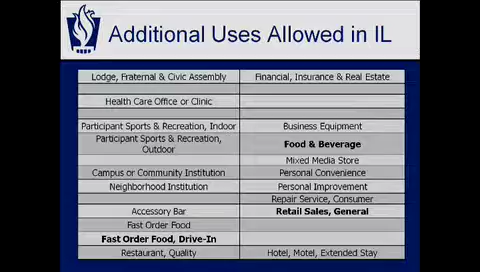 Additional Uses Allowed in IL
Lodge, Fraternal & Civic Assembly
Financial, Insurance & Real Estate
Health Care Office or Clinic
Participant Sports & Recreation, Indoor
Business Equipment
Participant Sports & Recreation,
Outdoor
Food & Beverage
Mixed Media Store
Campus or Community Institution
Personal Convenience
Neighborhood Institution
Personal Improvement
Repair Service, Consumer
Accessory Bar
Retail Sales, General
Fast Order Food
Fast Order Food, Drive-In
Restaurant, Quality
Hotel, Motel, Extended Stay